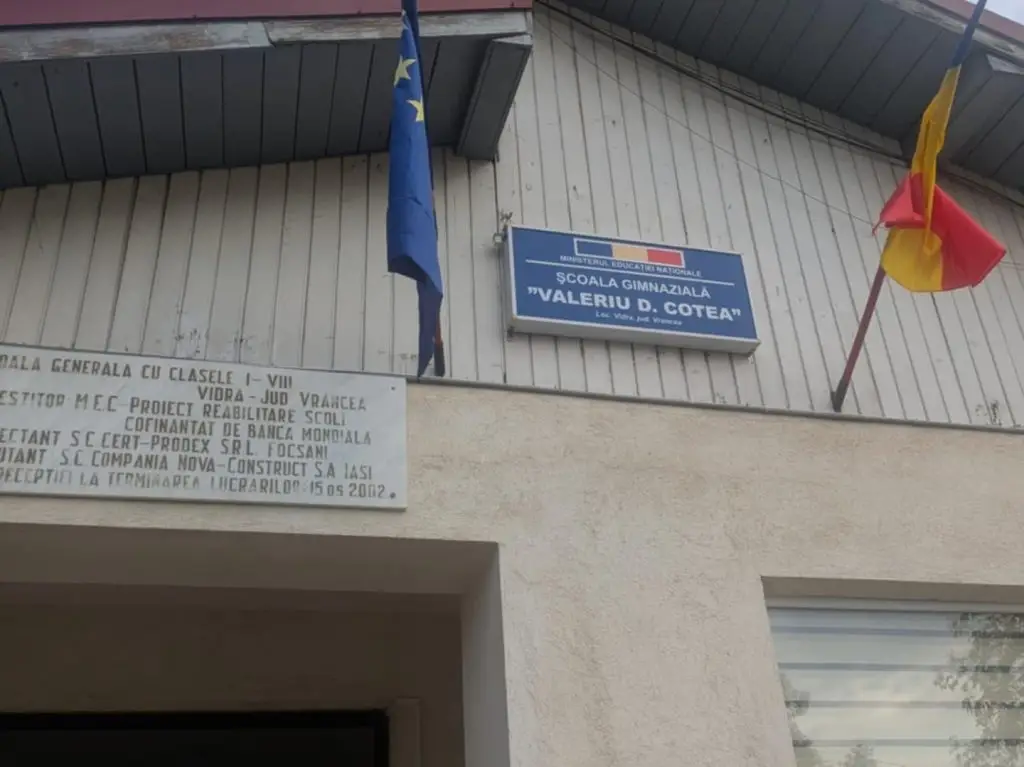 OALA GENERALA CU CLASELE I-VIII
VIDRA - JUD VRANCEA
ESTITOR M.E.C-PROIECT REABILITARE SCOLI
COFINANTAT DE BANCA MONDIALA
ECTANT S.C. CERT-PRODEX SRL. FOCSANI
UTANT S.C. COMPANIA NOVA-CONSTRUCT S.A IASI
RECEPTIEI LA TERMINAREA LUCRARILOR: 15 09 2002
MINISTERUL EDUCAȚIEI NAȚIONALE
ȘCOALA GIMNAZIALĂ
"VALERIU D. COTEA"
Loc. Vidra, jud. Vrancea